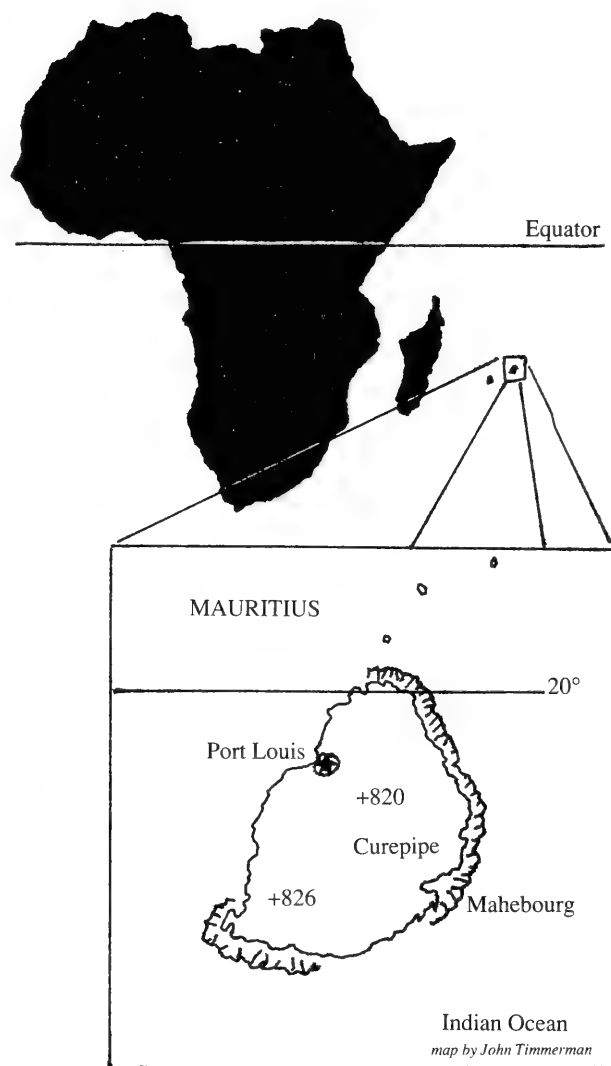 Equator
MAURITIUS
20°
Port Louis
+820
Curepipe
+826
Mahebourg
Indian Ocean
map by John Timmerman